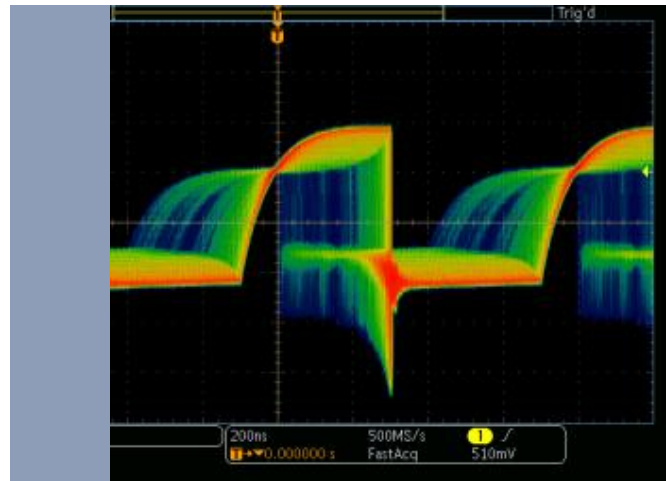 Trig'd
T
T
200ns 500MS/s 1
T→▼0.000000 s FastAcq 510mV